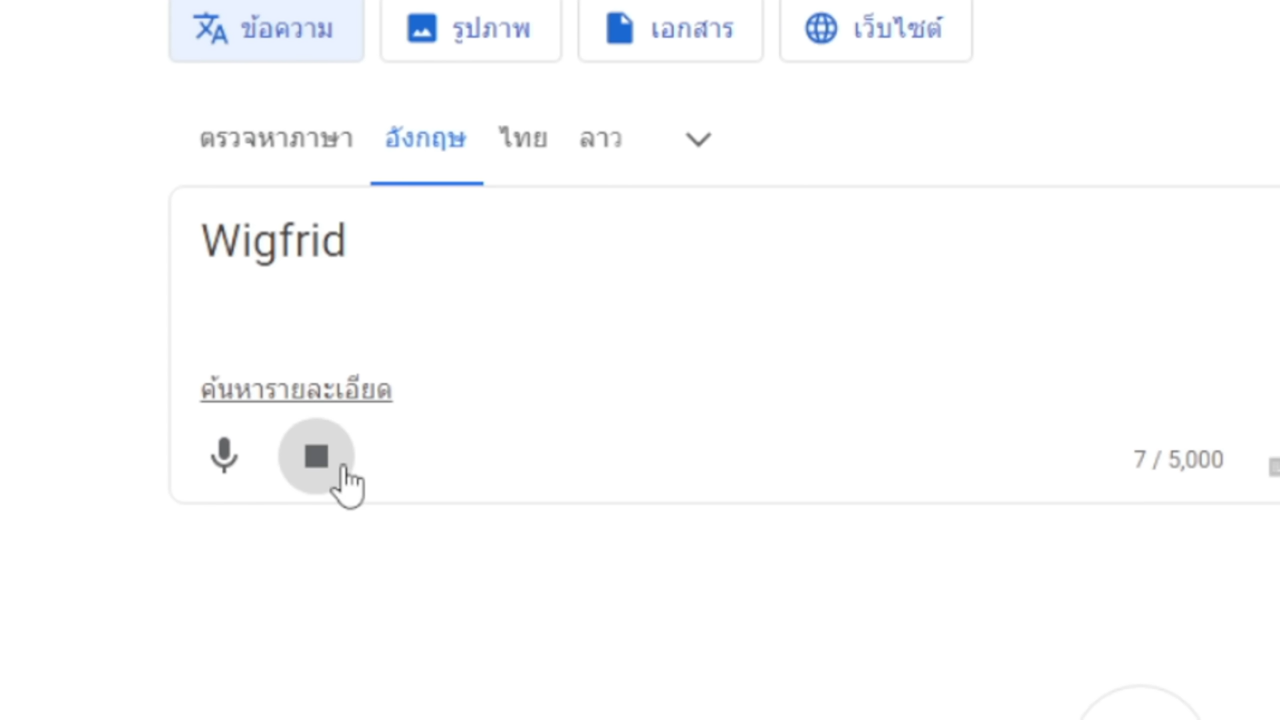 ข้อความ รูปภาพ เอกสาร เว็บไซต์
ตรวจหาภาษา อังกฤษ ไทย ลาว
Wigfrid
ค้นหารายละเอียด
7 / 5,000